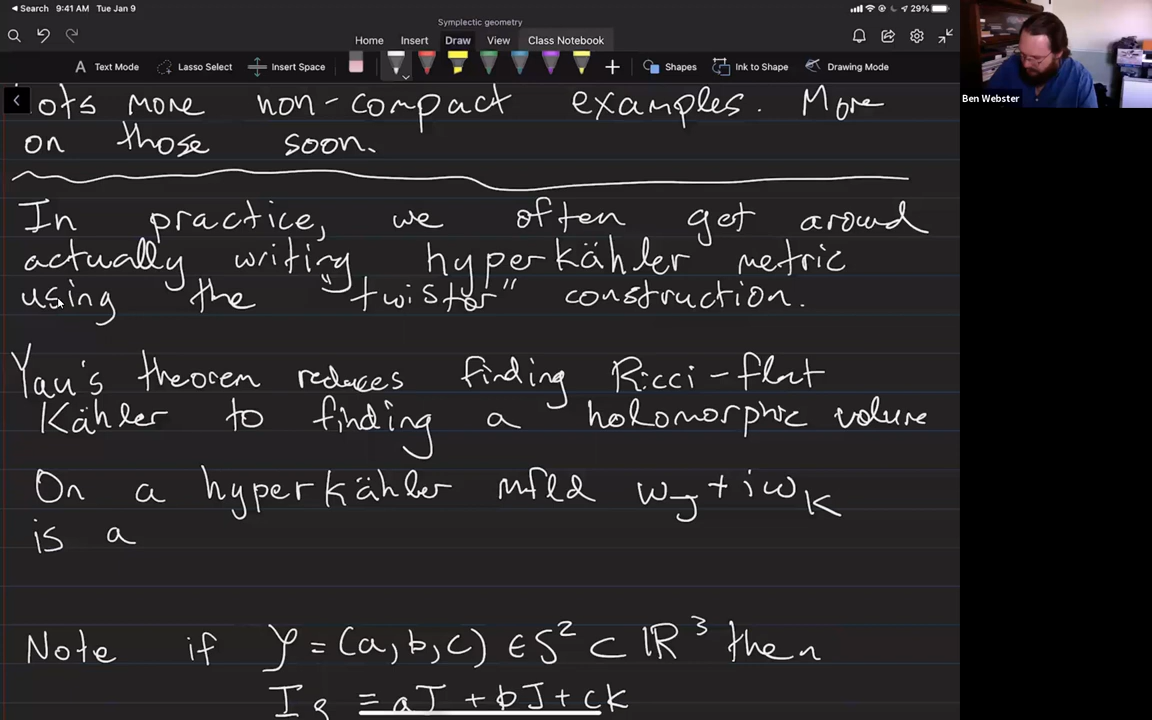 Search 9:41 AM Tue Jan 9
Symplectic geometry
29%
Home Insert Draw View Class Notebook
Text Mode Lasso Select Insert Space Shapes Ink to Shape Drawing Mode
Ben Webster
lots more non-compact examples. More
on those soon.
In practice, we often get around
actually writing hyperkähler metric
using the "twistor" construction.
Yau's theorem reduces finding Ricci-flat
Kähler to finding a holomorphic volume
On a hyperkähler mfld ω_J + iω_K
is a
Note if ζ = (a, b, c) ∈ S² ⊂ ℝ³ then
= aI + bJ + cK